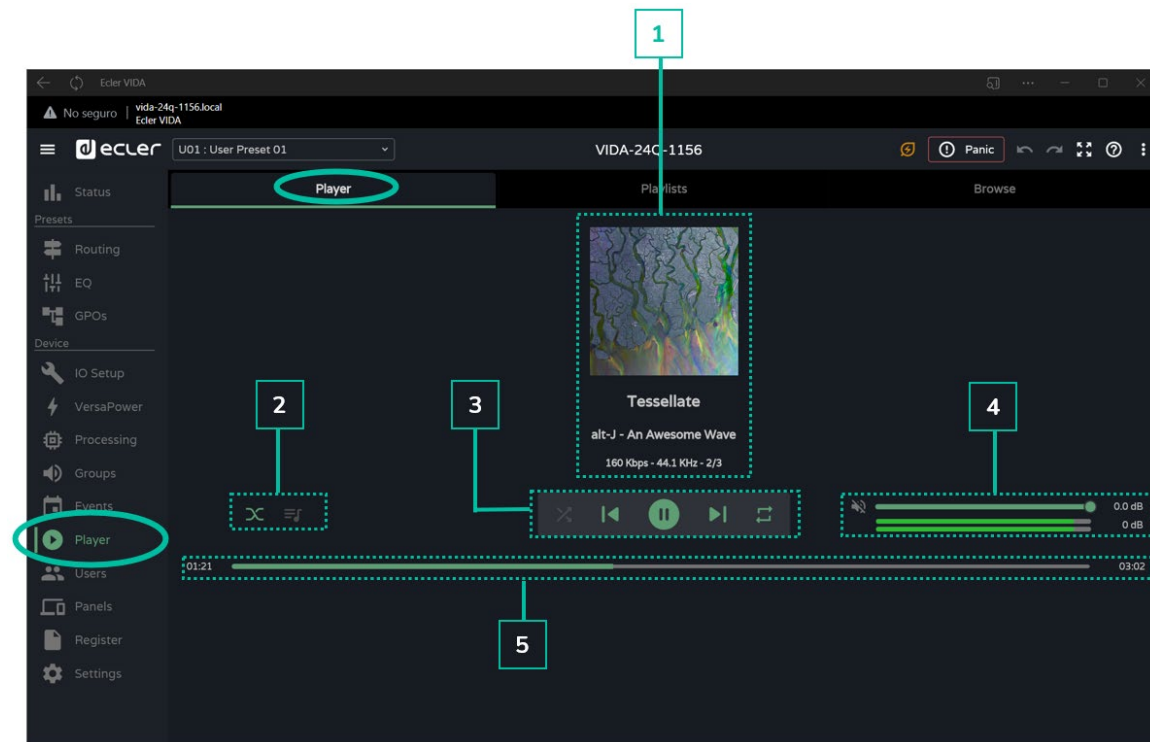 1
Ecler VIDA
No seguro | vida-24q-1156.local
Ecler VIDA
ecler U01 : User Preset 01 VIDA-24Q-1156 Panic
Status
Player Playlists Browse
Presets
Routing
EQ
GPOs
Device
IO Setup
VersaPower
Processing
Groups
Events
Player
Users
Panels
Register
Settings
Tessellate
alt-J - An Awesome Wave
160 Kbps - 44.1 KHz - 2/3
2
3
4
0.0 dB
0 dB
01:21 03:02
5